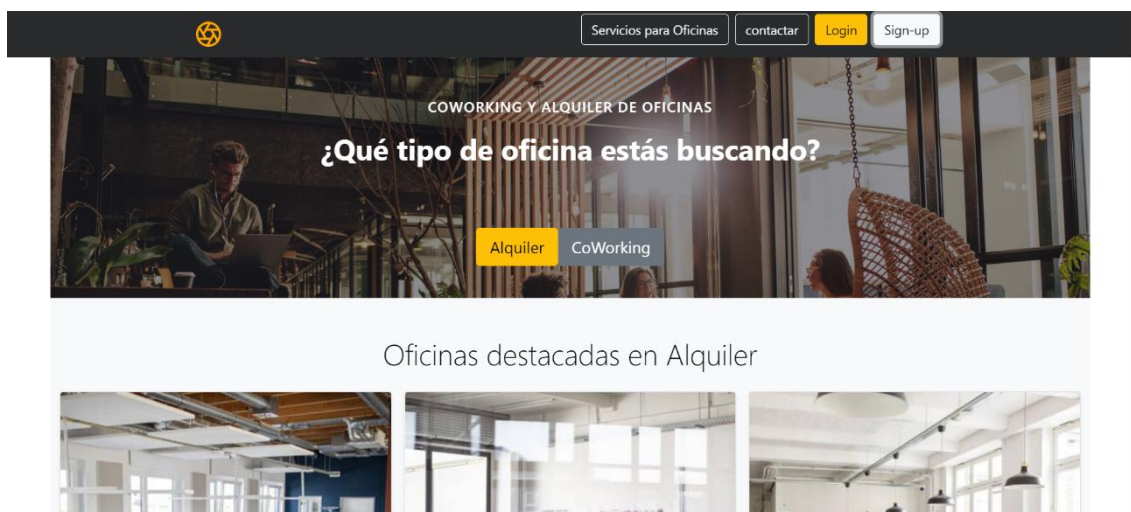 Servicios para Oficinas
contactar
Login
Sign-up
COWORKING Y ALQUILER DE OFICINAS
¿Qué tipo de oficina estás buscando?
Alquiler
CoWorking
Oficinas destacadas en Alquiler